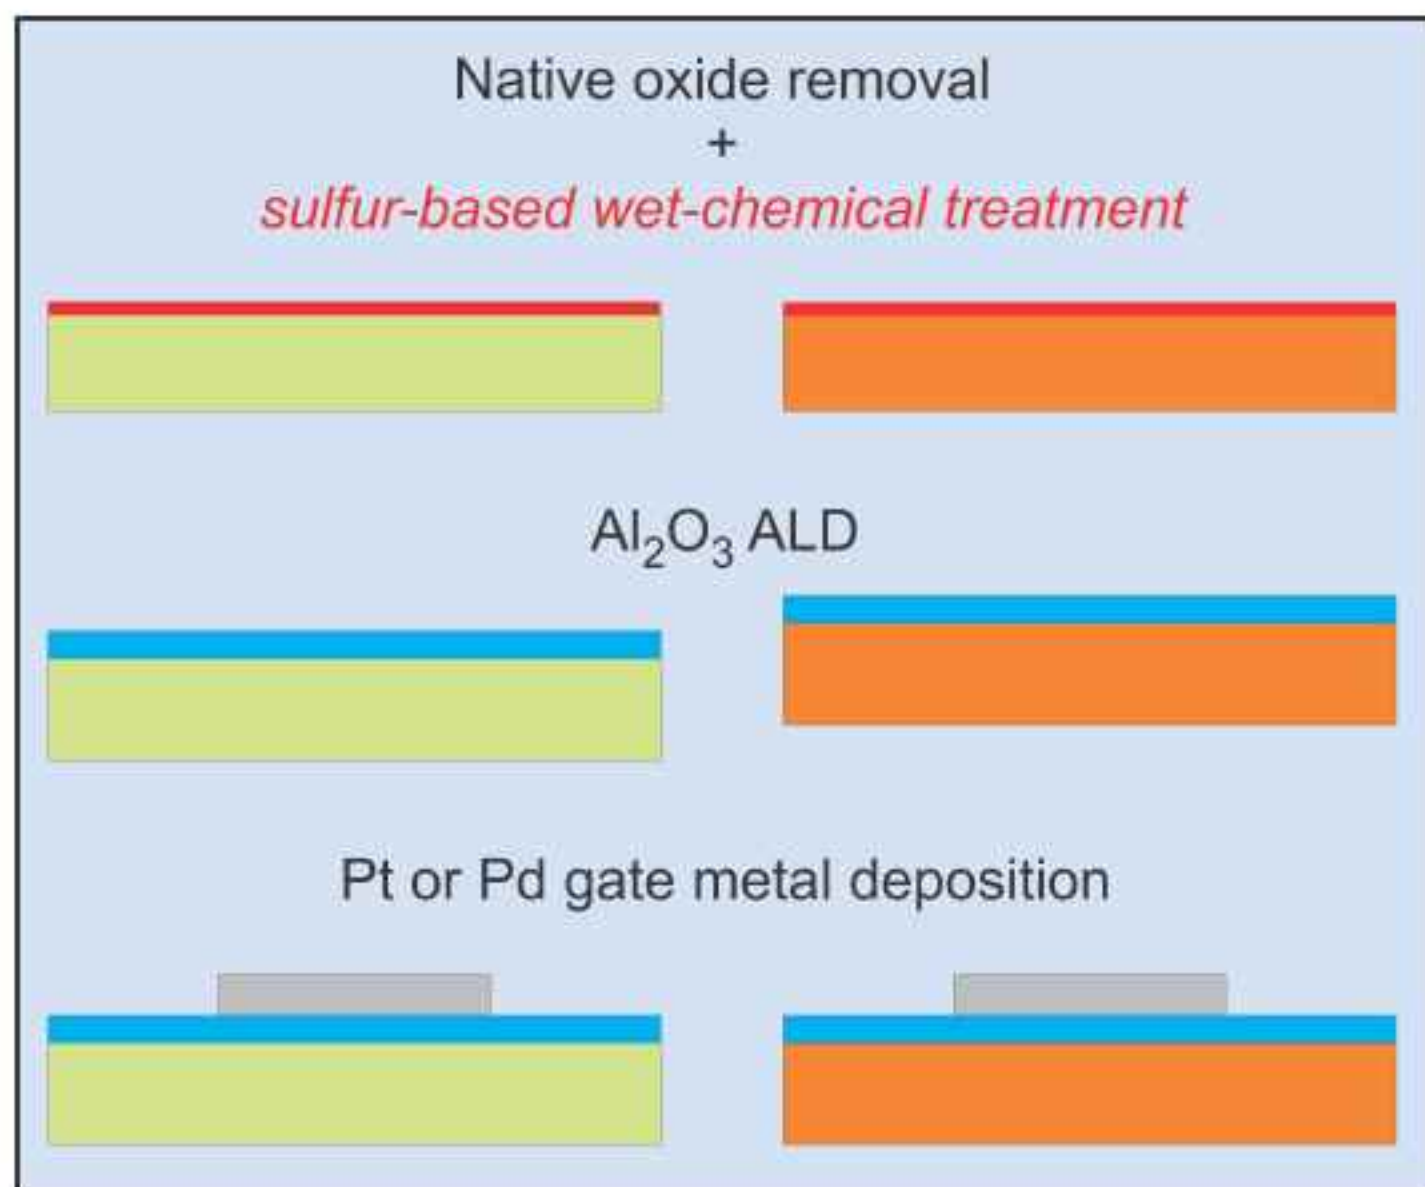 Native oxide removal
+
sulfur-based wet-chemical treatment
Al₂O₃ ALD
Pt or Pd gate metal deposition